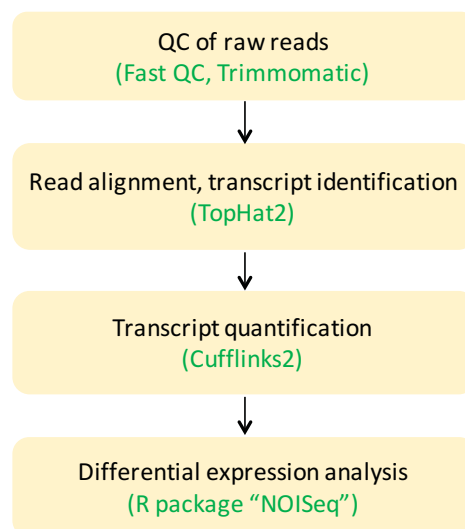 QC of raw reads
(Fast QC, Trimmomatic)
Read alignment, transcript identification
(TopHat2)
Transcript quantification
(Cufflinks2)
Differential expression analysis
(R package “NOISeq”)